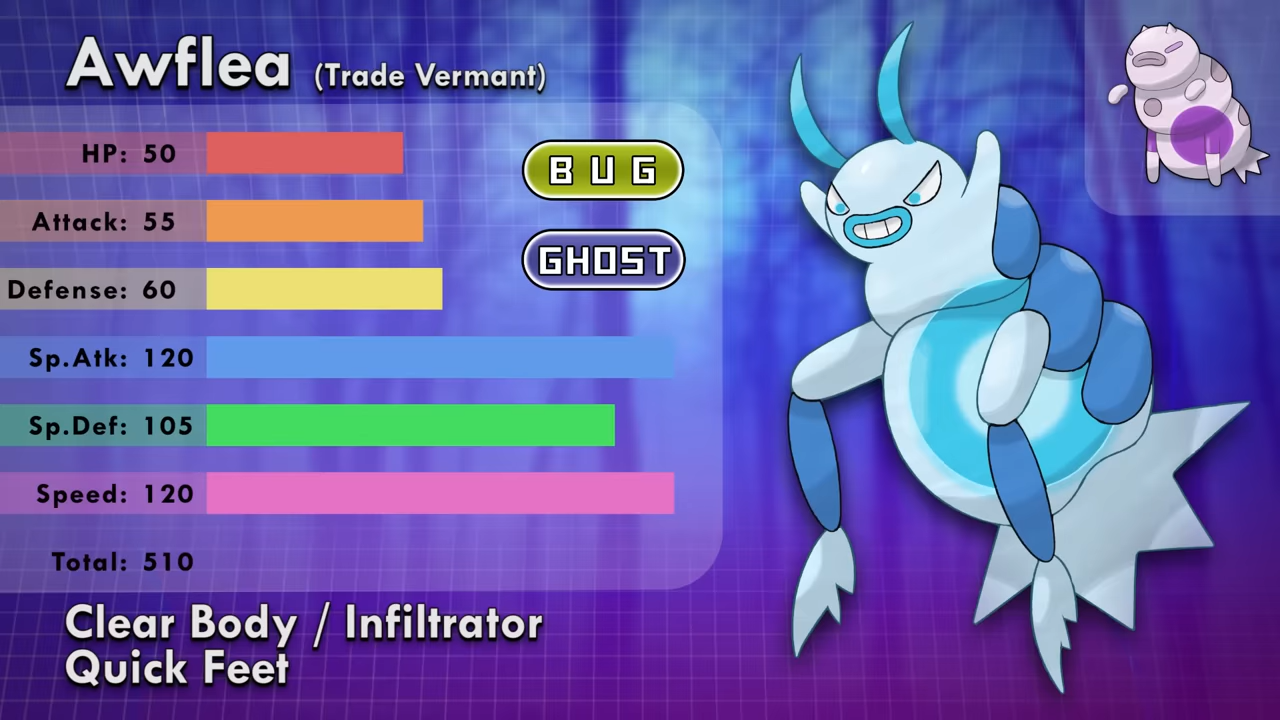 Awflea (Trade Vermant)
HP: 50
Attack: 55
Defense: 60
Sp.Atk: 120
Sp.Def: 105
Speed: 120
Total: 510
BUG
GHOST
Clear Body / Infiltrator
Quick Feet